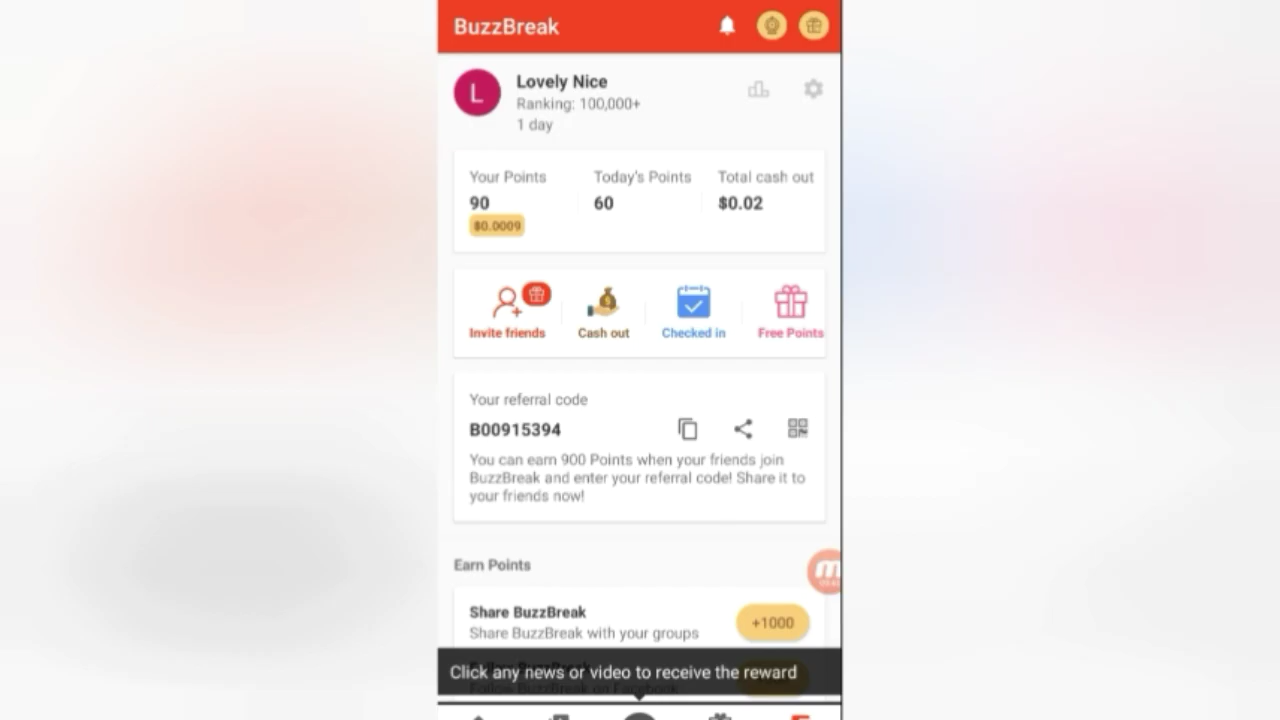 BuzzBreak
L
Lovely Nice
Ranking: 100,000+
1 day
Your Points
Today's Points
Total cash out
90
60
$0.02
$0.0009
Invite friends
Cash out
Checked in
Free Points
Your referral code
B00915394
You can earn 900 Points when your friends join
BuzzBreak and enter your referral code! Share it to
your friends now!
Earn Points
Share BuzzBreak
+1000
Share BuzzBreak with your groups
Click any news or video to receive the reward